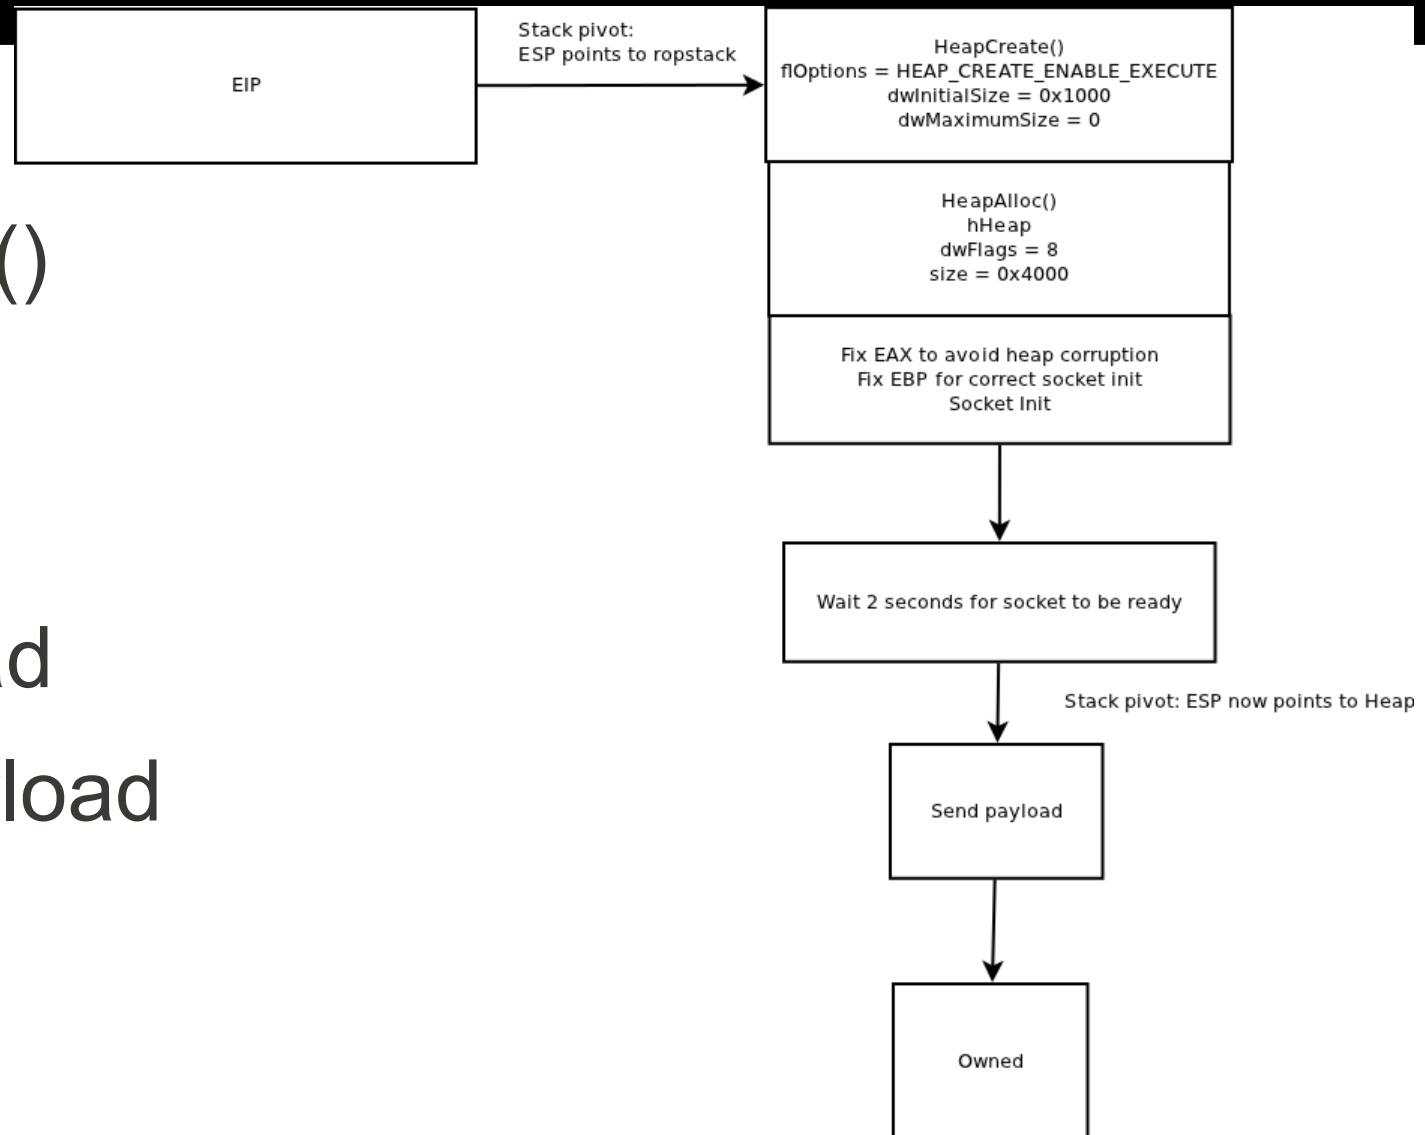 EIP
Stack pivot:
ESP points to ropstack
HeapCreate()
flOptions = HEAP_CREATE_ENABLE_EXECUTE
dwInitialSize = 0x1000
dwMaximumSize = 0
HeapAlloc()
hHeap
dwFlags = 8
size = 0x4000
Fix EAX to avoid heap corruption
Fix EBP for correct socket init
Socket Init
Wait 2 seconds for socket to be ready
Stack pivot: ESP now points to Heap
Send payload
Owned
()
d
load